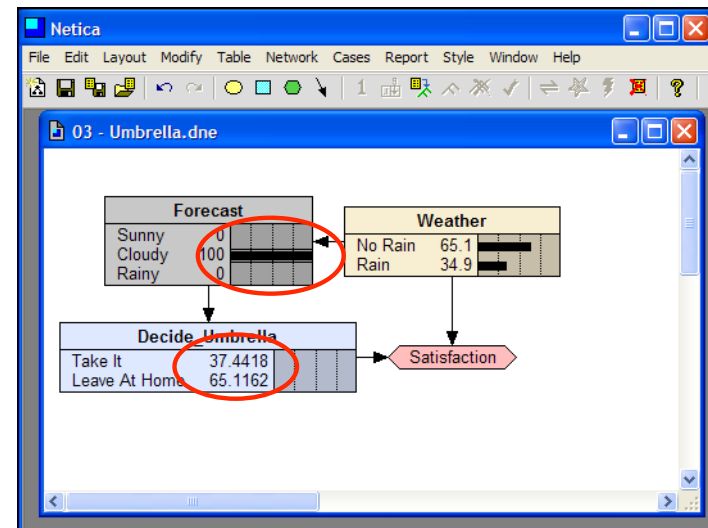 Netica
File Edit Layout Modify Table Network Cases Report Style Window Help
1 ?
03 - Umbrella.dne
Forecast
Sunny 0
Cloudy 100
Rainy 0
Weather
No Rain 65.1
Rain 34.9
Decide_Umbrella
Take It 37.4418
Leave At Home 65.1162
Satisfaction